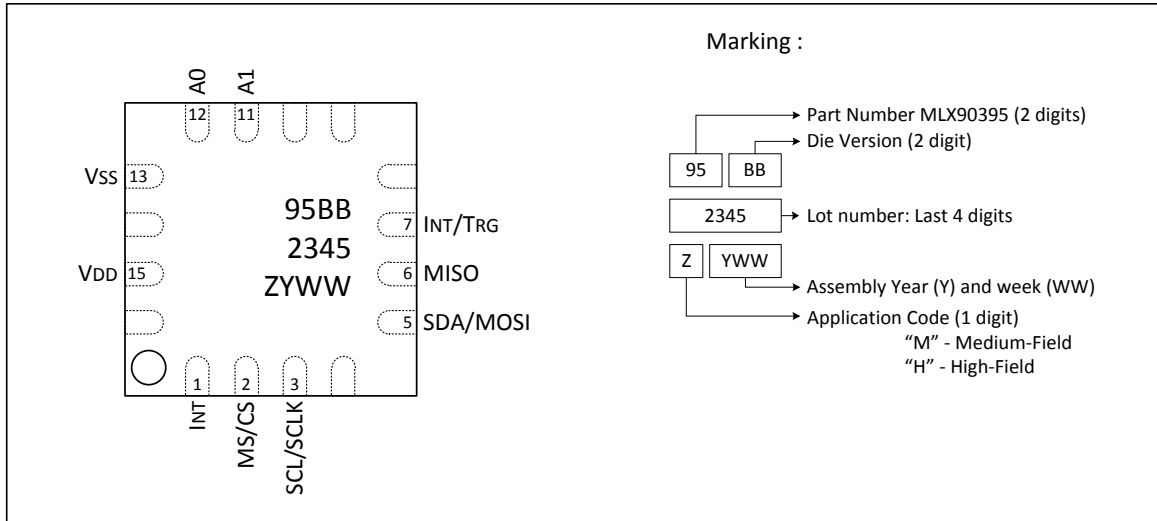 Marking :
A0
A1
12
11
VSS
13
95BB
2345
ZYWW
7
INT/TRG
VDD
15
6
MISO
5
SDA/MOSI
1
2
3
INT
MS/CS
SCL/SCLK
Part Number MLX90395 (2 digits)
Die Version (2 digit)
95 BB
2345
Lot number: Last 4 digits
Z YWW
Assembly Year (Y) and week (WW)
Application Code (1 digit)
“M” - Medium-Field
“H” - High-Field